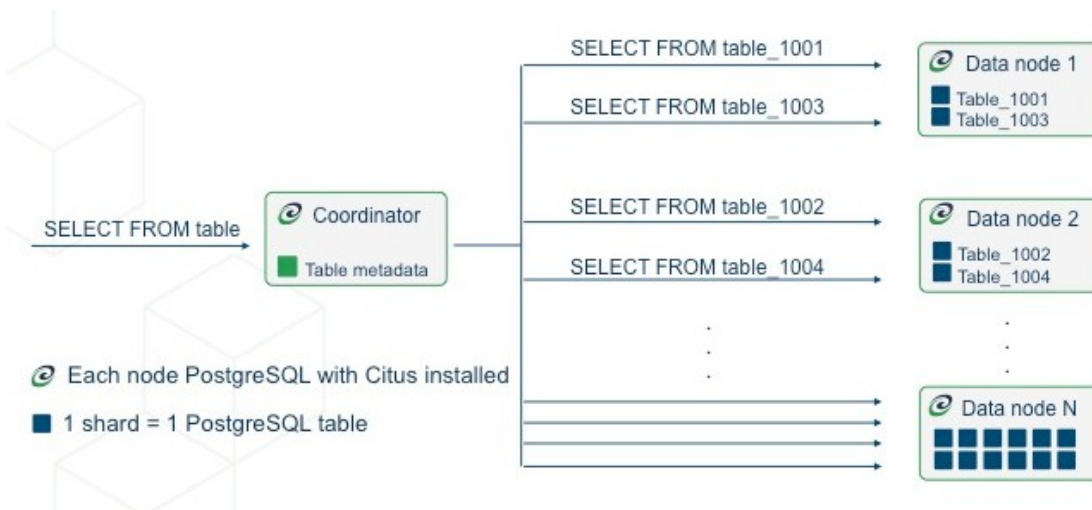 SELECT FROM table_1001
Data node 1
Table_1001
SELECT FROM table_1003
Table_1003
SELECT FROM table
Coordinator
Table metadata
SELECT FROM table_1002
Data node 2
Table_1002
SELECT FROM table_1004
Table_1004
Each node PostgreSQL with Citus installed
1 shard = 1 PostgreSQL table
Data node N